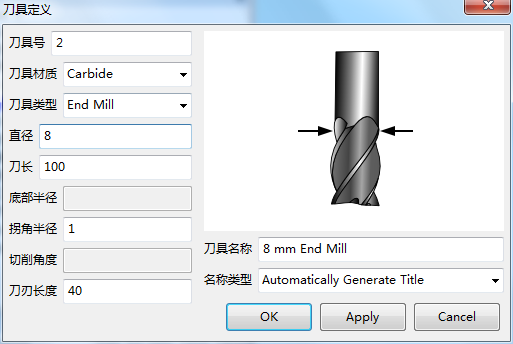 刀具定义
刀具号 2
刀具材质 Carbide
刀具类型 End Mill
直径 8
刀长 100
底部半径
拐角半径 1
切削角度
刀刃长度 40
刀具名称 8 mm End Mill
名称类型 Automatically Generate Title
OK Apply Cancel